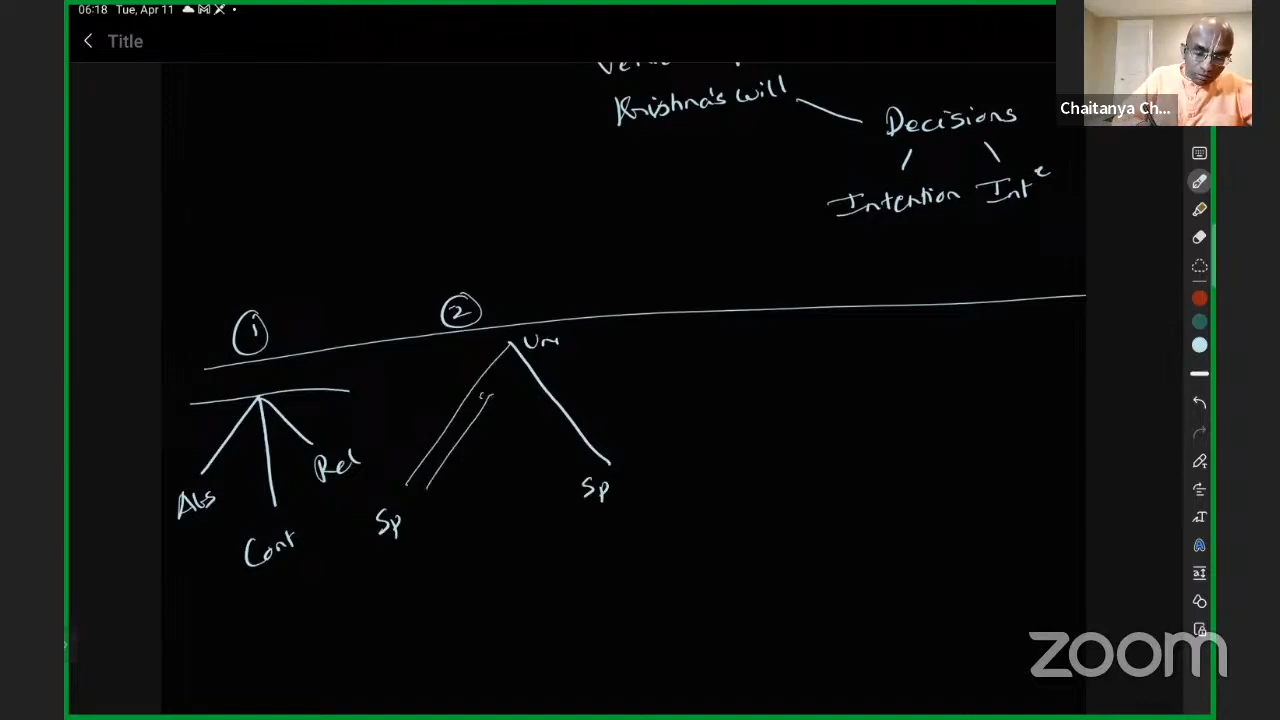 06:18 Tue, Apr 11
Title
Krishna's will
Decisions
Intention Int^e
Chaitanya Ch...
1
2
Abs
Cont
Rel
Sp
Sp
zoom